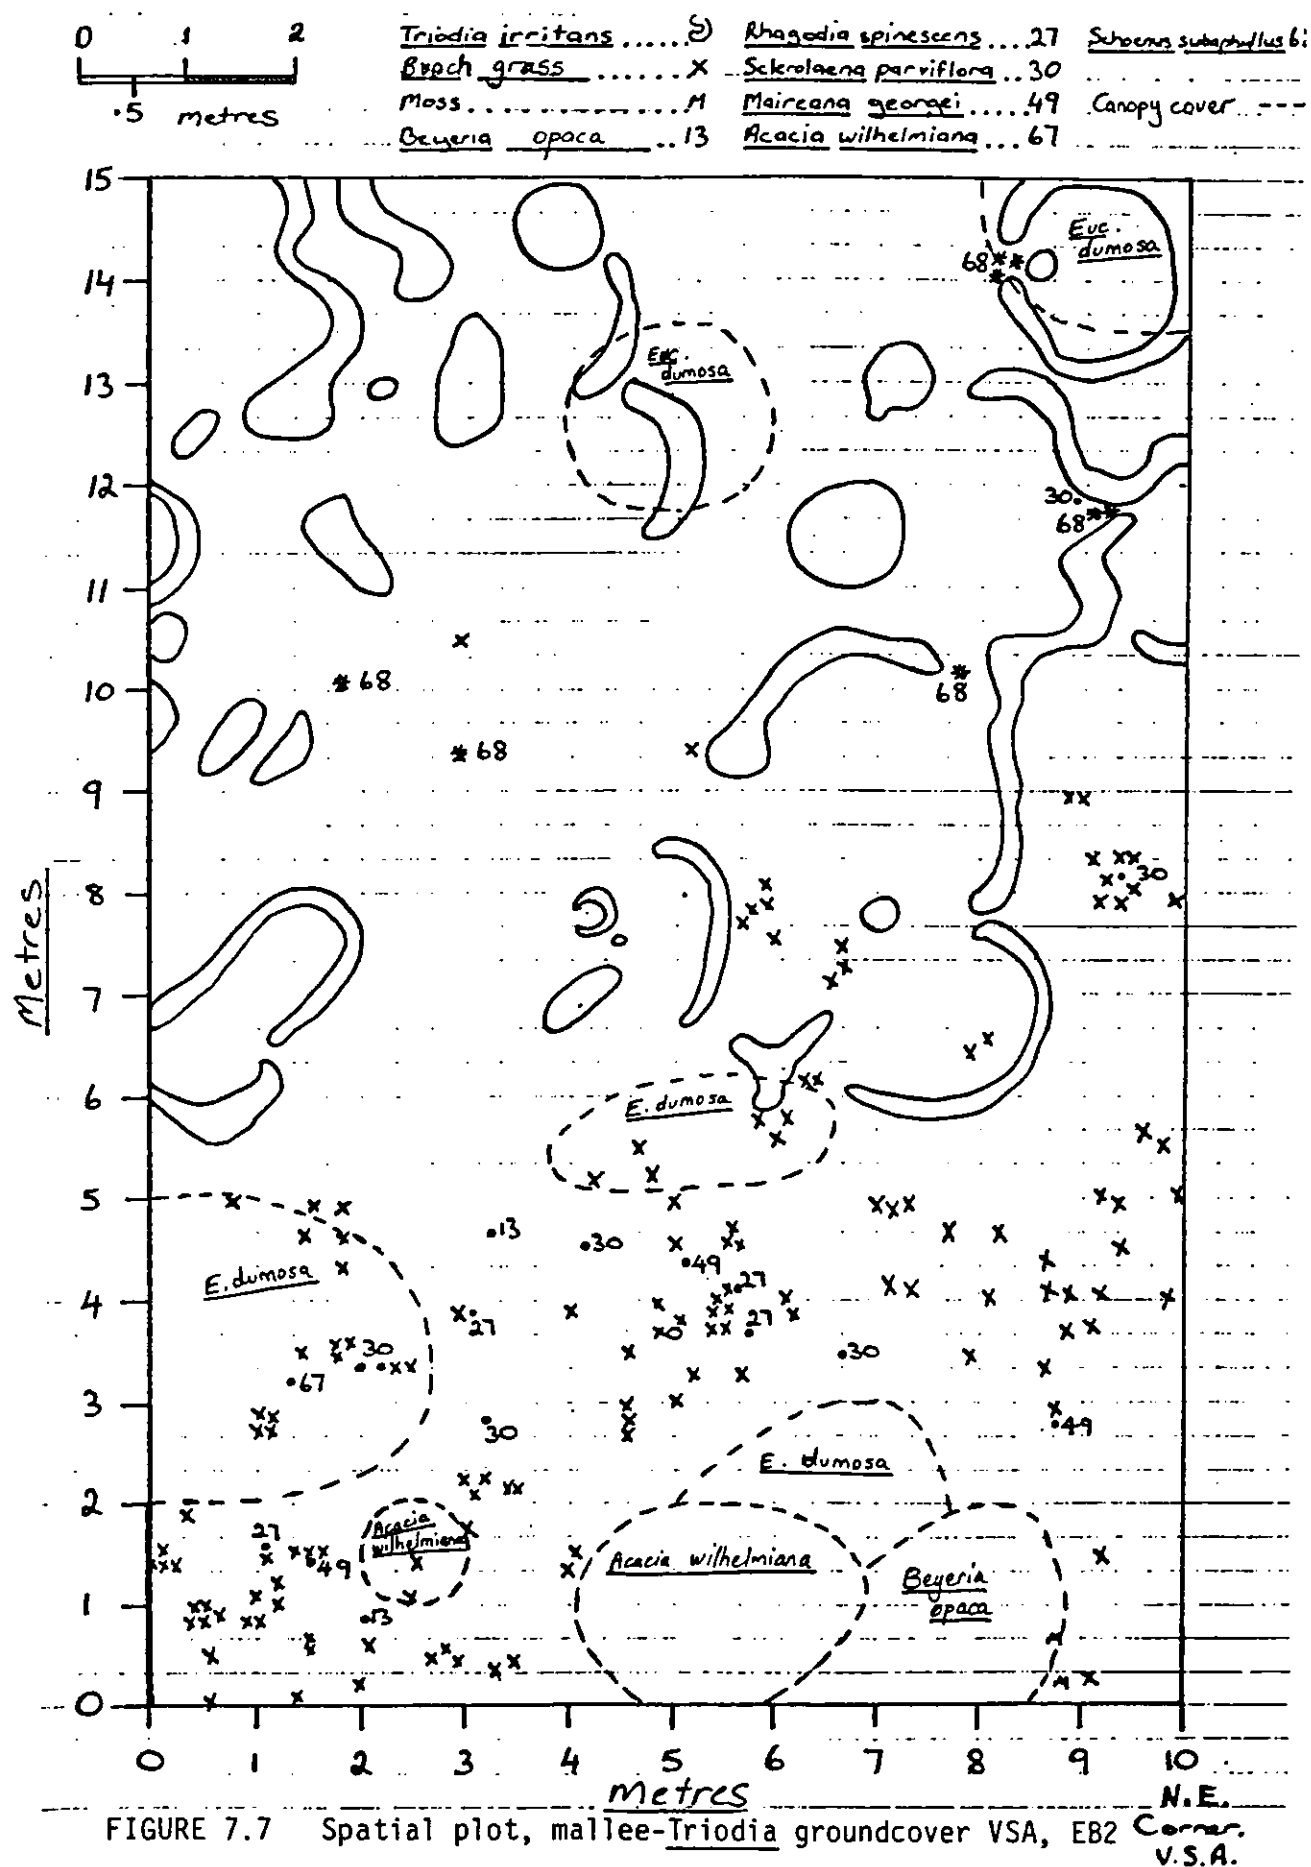 0 1 2
.5 metres
Triodia irritans ......
Broch grass ....... x
Moss.............. M
Beyeria opaca ... 13
Rhagodia spinescens .... 27
Sclerolaena parviflora .. 30
Maireana georgei ..... 49
Acacia wilhelmiana ... 67
Schoenus subaphyllus 6
Canopy cover ---
15
14
13
12
11
10
9
8
7
6
5
4
3
2
1
0
Metres
Euc.
dumosa
68
Euc.
dumosa
30
68
68
68
68
30
E. dumosa
13
30
49
E. dumosa
27
27
27
30
30
67
30
49
E. dumosa
27
49
Acacia
wilhelmiana
Acacia wilhelmiana
Beyeria
opaca
13
M
M
0 1 2 3 4 5 6 7 8 9 10
Metres
N.E.
Corner.
V.S.A.
FIGURE 7.7 Spatial plot, mallee-Triodia groundcover VSA, EB2